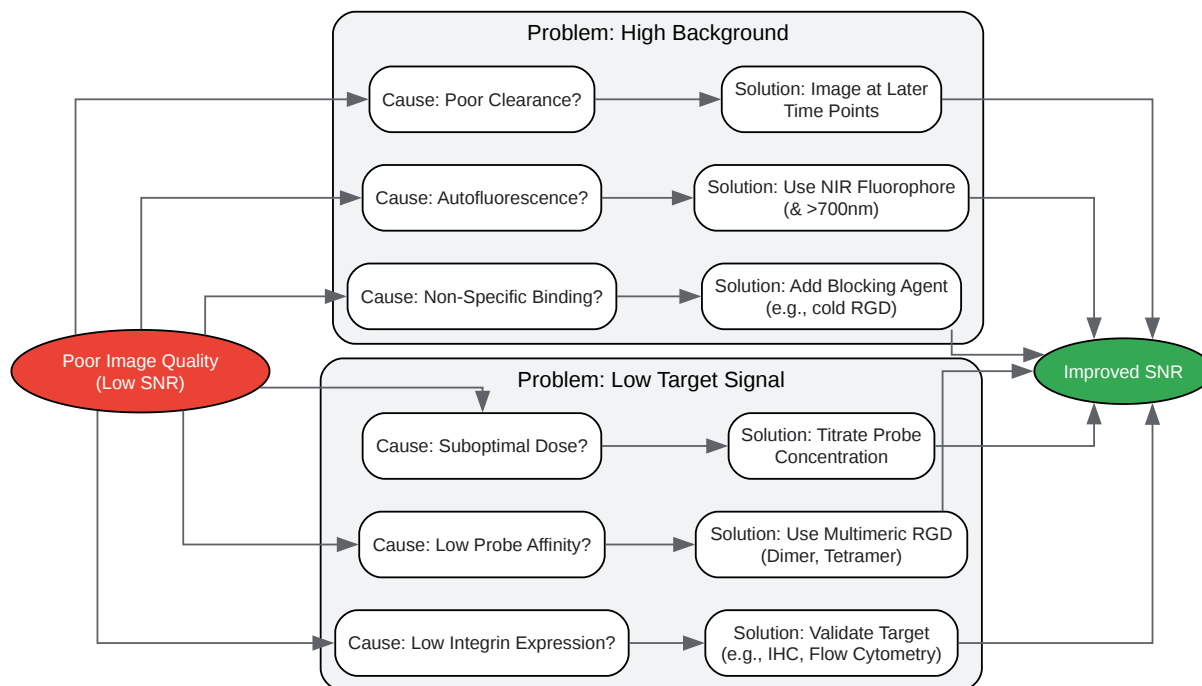 Problem: High Background
Cause: Poor Clearance?
Solution: Image at Later
Time Points
Cause: Autofluorescence?
Solution: Use NIR Fluorophore
(& >700nm)
Cause: Non-Specific Binding?
Solution: Add Blocking Agent
(e.g., cold RGD)
Poor Image Quality
(Low SNR)
Improved SNR
Problem: Low Target Signal
Cause: Suboptimal Dose?
Solution: Titrate Probe
Concentration
Cause: Low Probe Affinity?
Solution: Use Multimeric RGD
(Dimer, Tetramer)
Cause: Low Integrin Expression?
Solution: Validate Target
(e.g., IHC, Flow Cytometry)